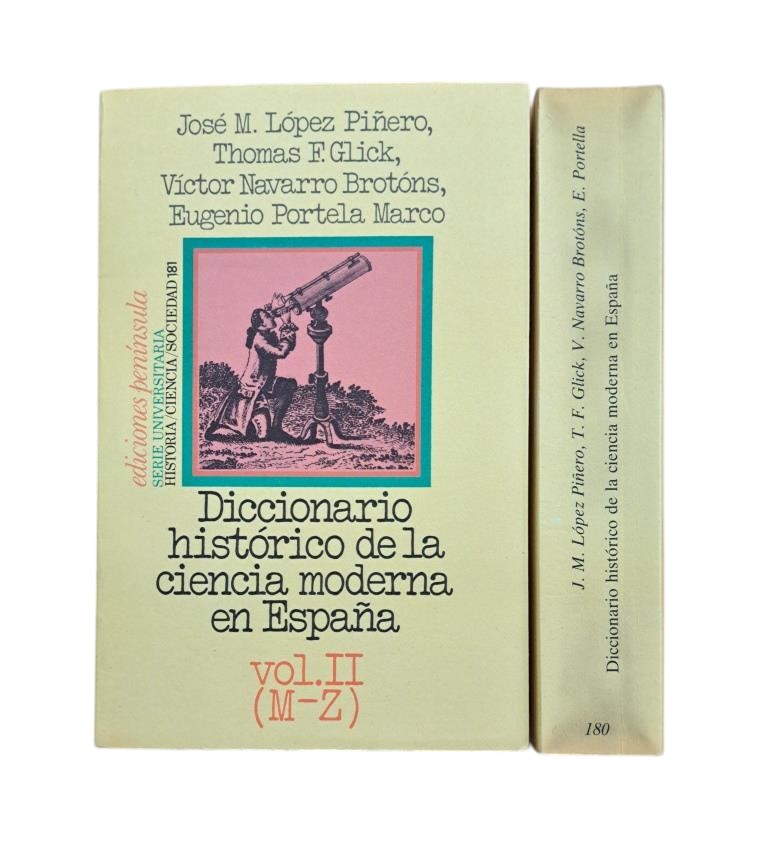 José M. López Piñero,
Thomas F. Glick,
Víctor Navarro Brotóns,
Eugenio Portela Marco
ediciones península
SERIE UNIVERSITARIA
HISTORIA/CIENCIA/SOCIEDAD 181
Diccionario
histórico de la
ciencia moderna
en España
vol.II
(M-Z)
J. M. López Piñero, T. F. Glick, V. Navarro Brotóns, E. Portella
Diccionario histórico de la ciencia moderna en España
180